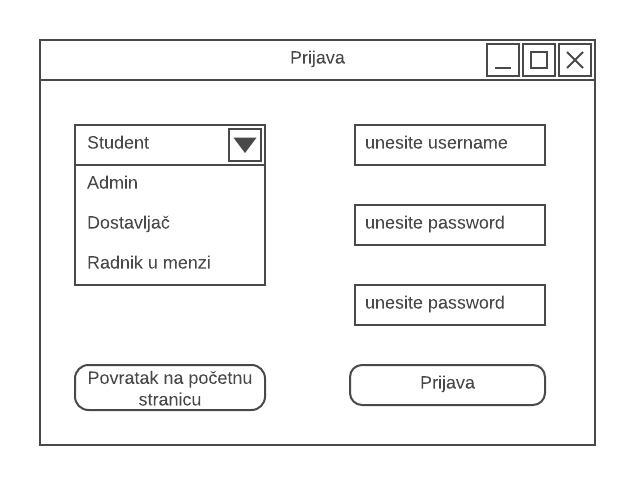 Prijava
Student
Admin
Dostavljač
Radnik u menzi
unesite username
unesite password
unesite password
Povratak na početnu
stranicu
Prijava